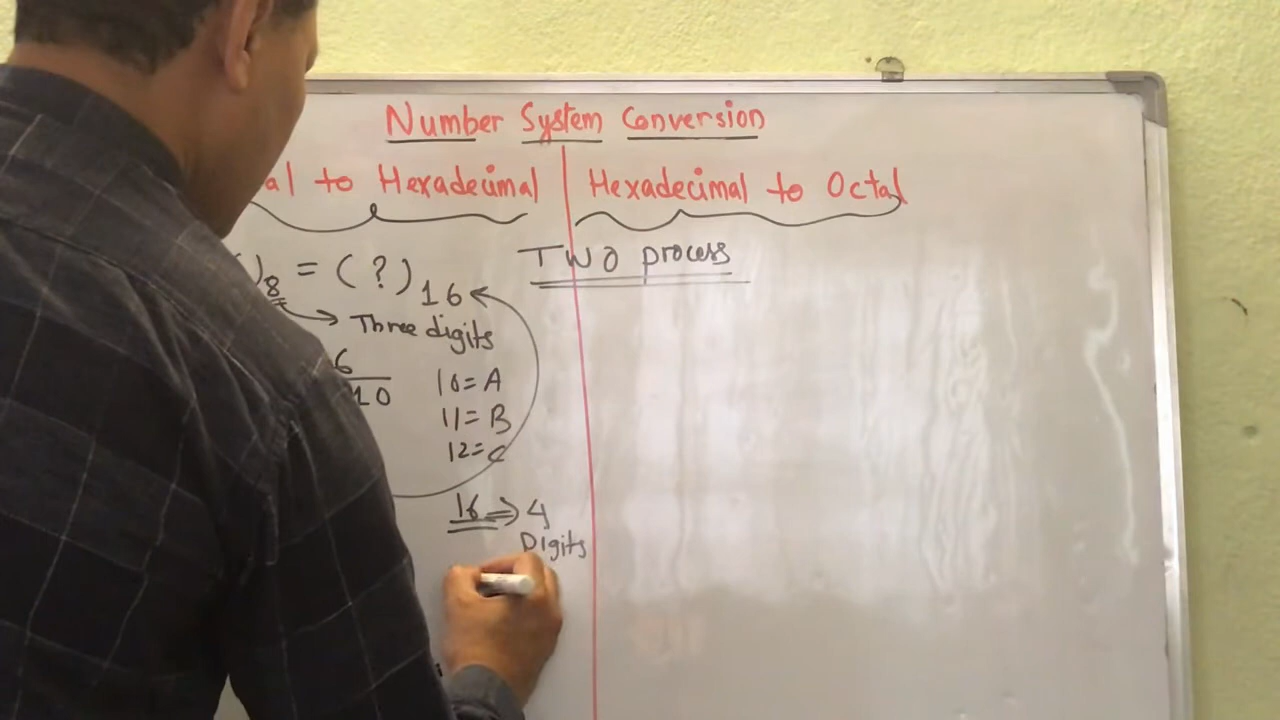 Number System Conversion
al to Hexadecimal
Hexadecimal to Octal
)8 = ( ? )16
TWO process
Three digits
6
10
10=A
11=B
12=C
16 ⇒ 4
Digits